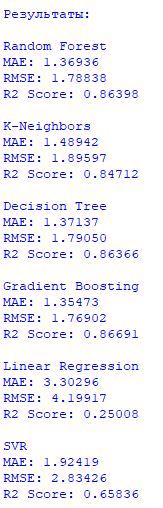 Результаты:
Random Forest
MAE: 1.36936
RMSE: 1.78838
R2 Score: 0.86398
K-Neighbors
MAE: 1.48942
RMSE: 1.89597
R2 Score: 0.84712
Decision Tree
MAE: 1.37137
RMSE: 1.79050
R2 Score: 0.86366
Gradient Boosting
MAE: 1.35473
RMSE: 1.76902
R2 Score: 0.86691
Linear Regression
MAE: 3.30296
RMSE: 4.19917
R2 Score: 0.25008
SVR
MAE: 1.92419
RMSE: 2.83426
R2 Score: 0.65836